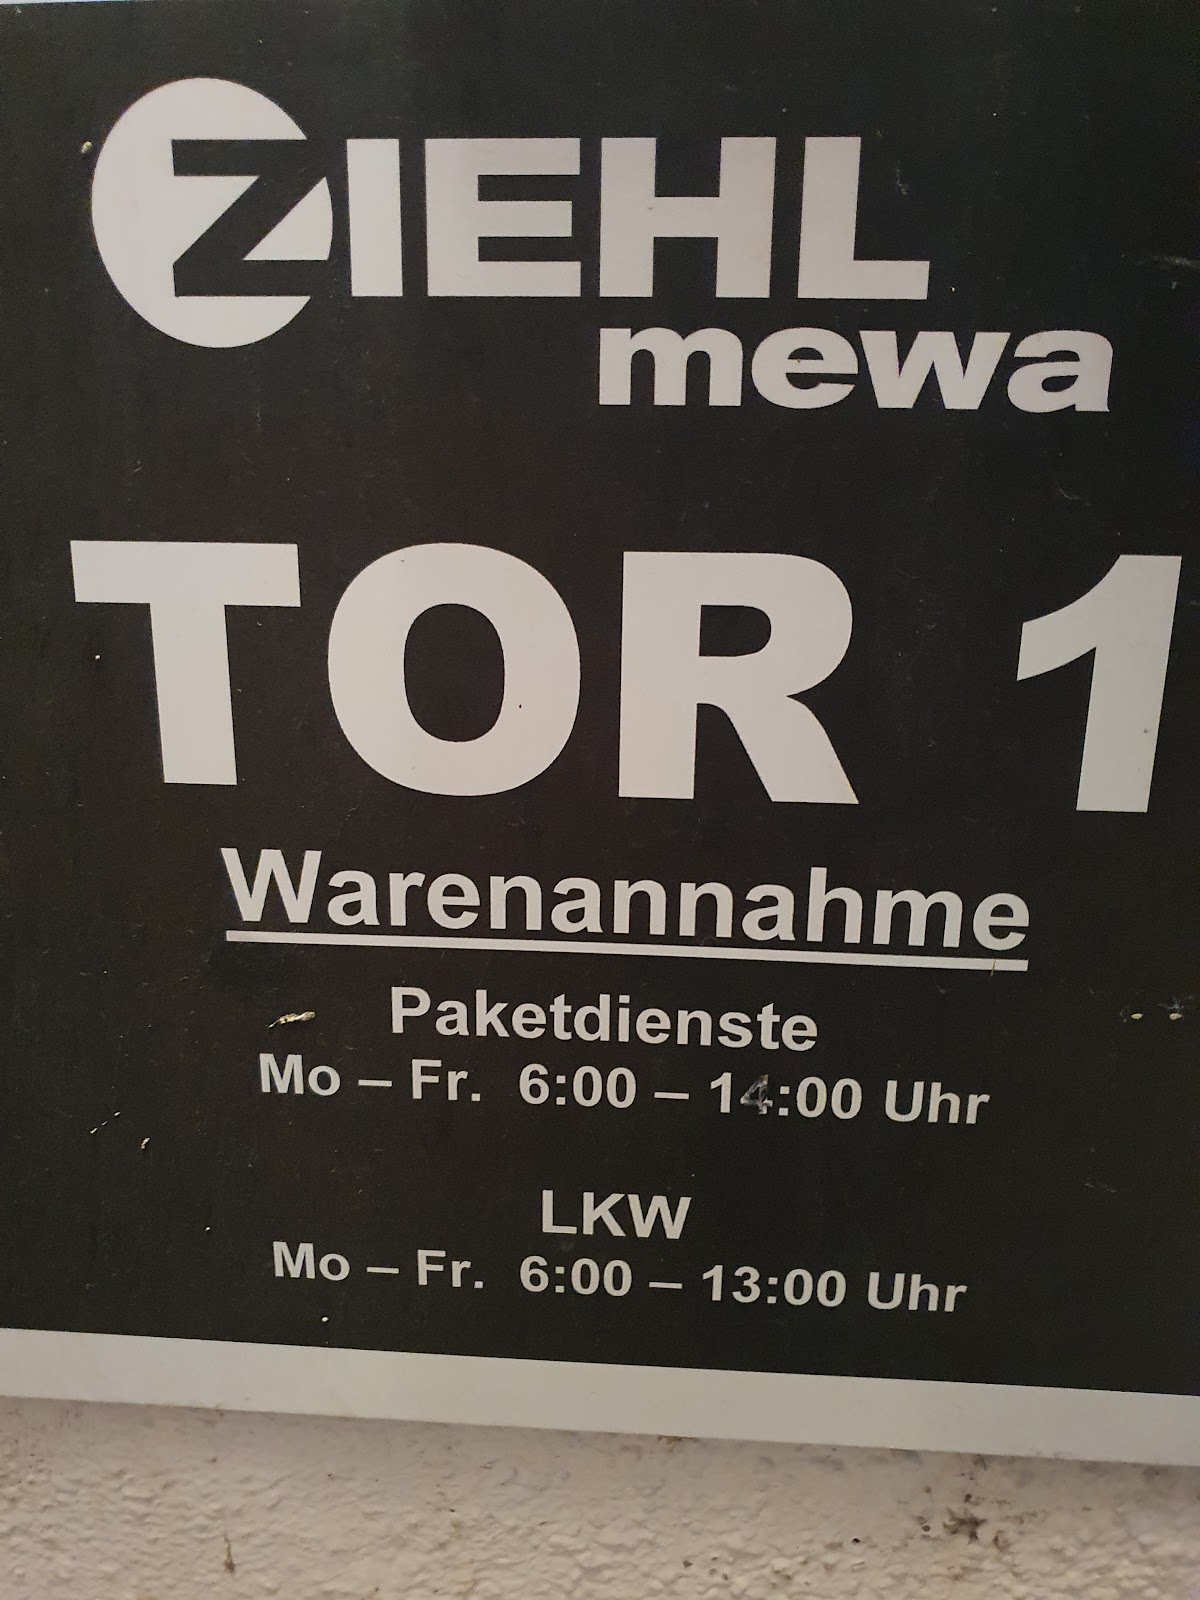 ZIEHL
mewa
TOR 1
Warenannahme
Paketdienste
Mo – Fr. 6:00 – 14:00 Uhr
LKW
Mo – Fr. 6:00 – 13:00 Uhr